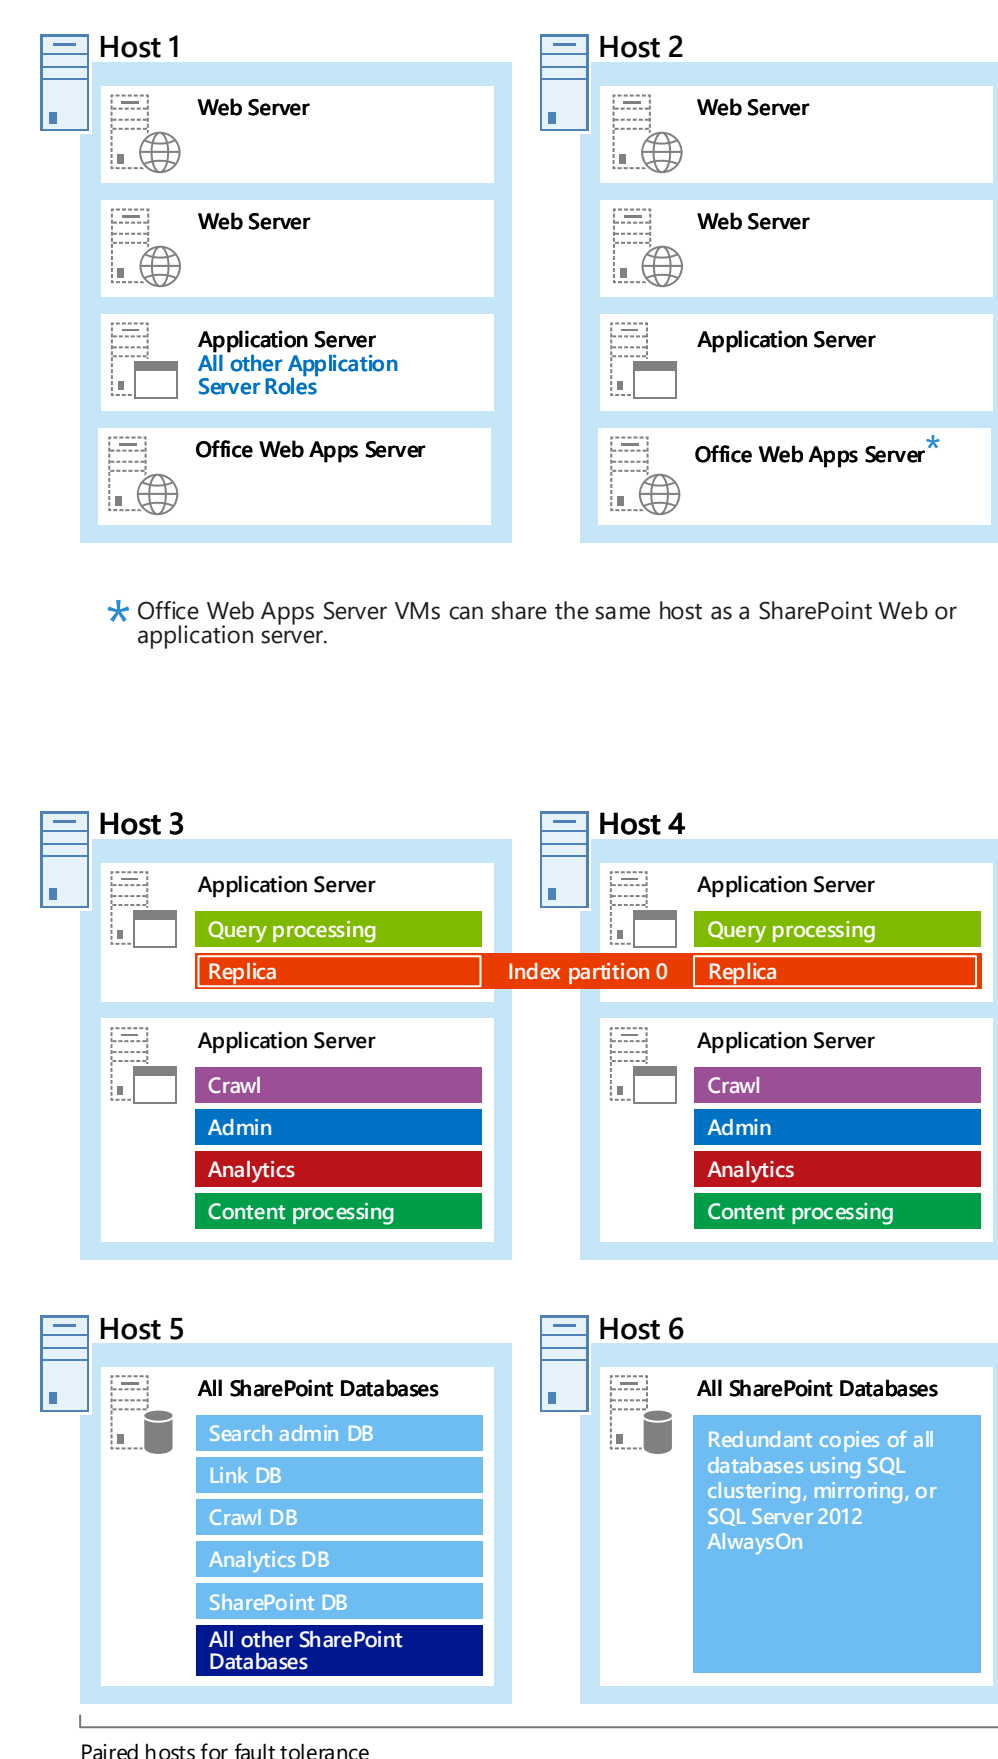 Host 1
Web Server
Web Server
Application Server
All other Application
Server Roles
Office Web Apps Server
Host 2
Web Server
Web Server
Application Server
Office Web Apps Server*
* Office Web Apps Server VMs can share the same host as a SharePoint Web or
application server.
Host 3
Application Server
Query processing
Replica
Index partition 0
Application Server
Crawl
Admin
Analytics
Content processing
Host 4
Application Server
Query processing
Replica
Application Server
Crawl
Admin
Analytics
Content processing
Host 5
All SharePoint Databases
Search admin DB
Link DB
Crawl DB
Analytics DB
SharePoint DB
All other SharePoint
Databases
Host 6
All SharePoint Databases
Redundant copies of all
databases using SQL
clustering, mirroring, or
SQL Server 2012
AlwaysOn
Paired hosts for fault tolerance